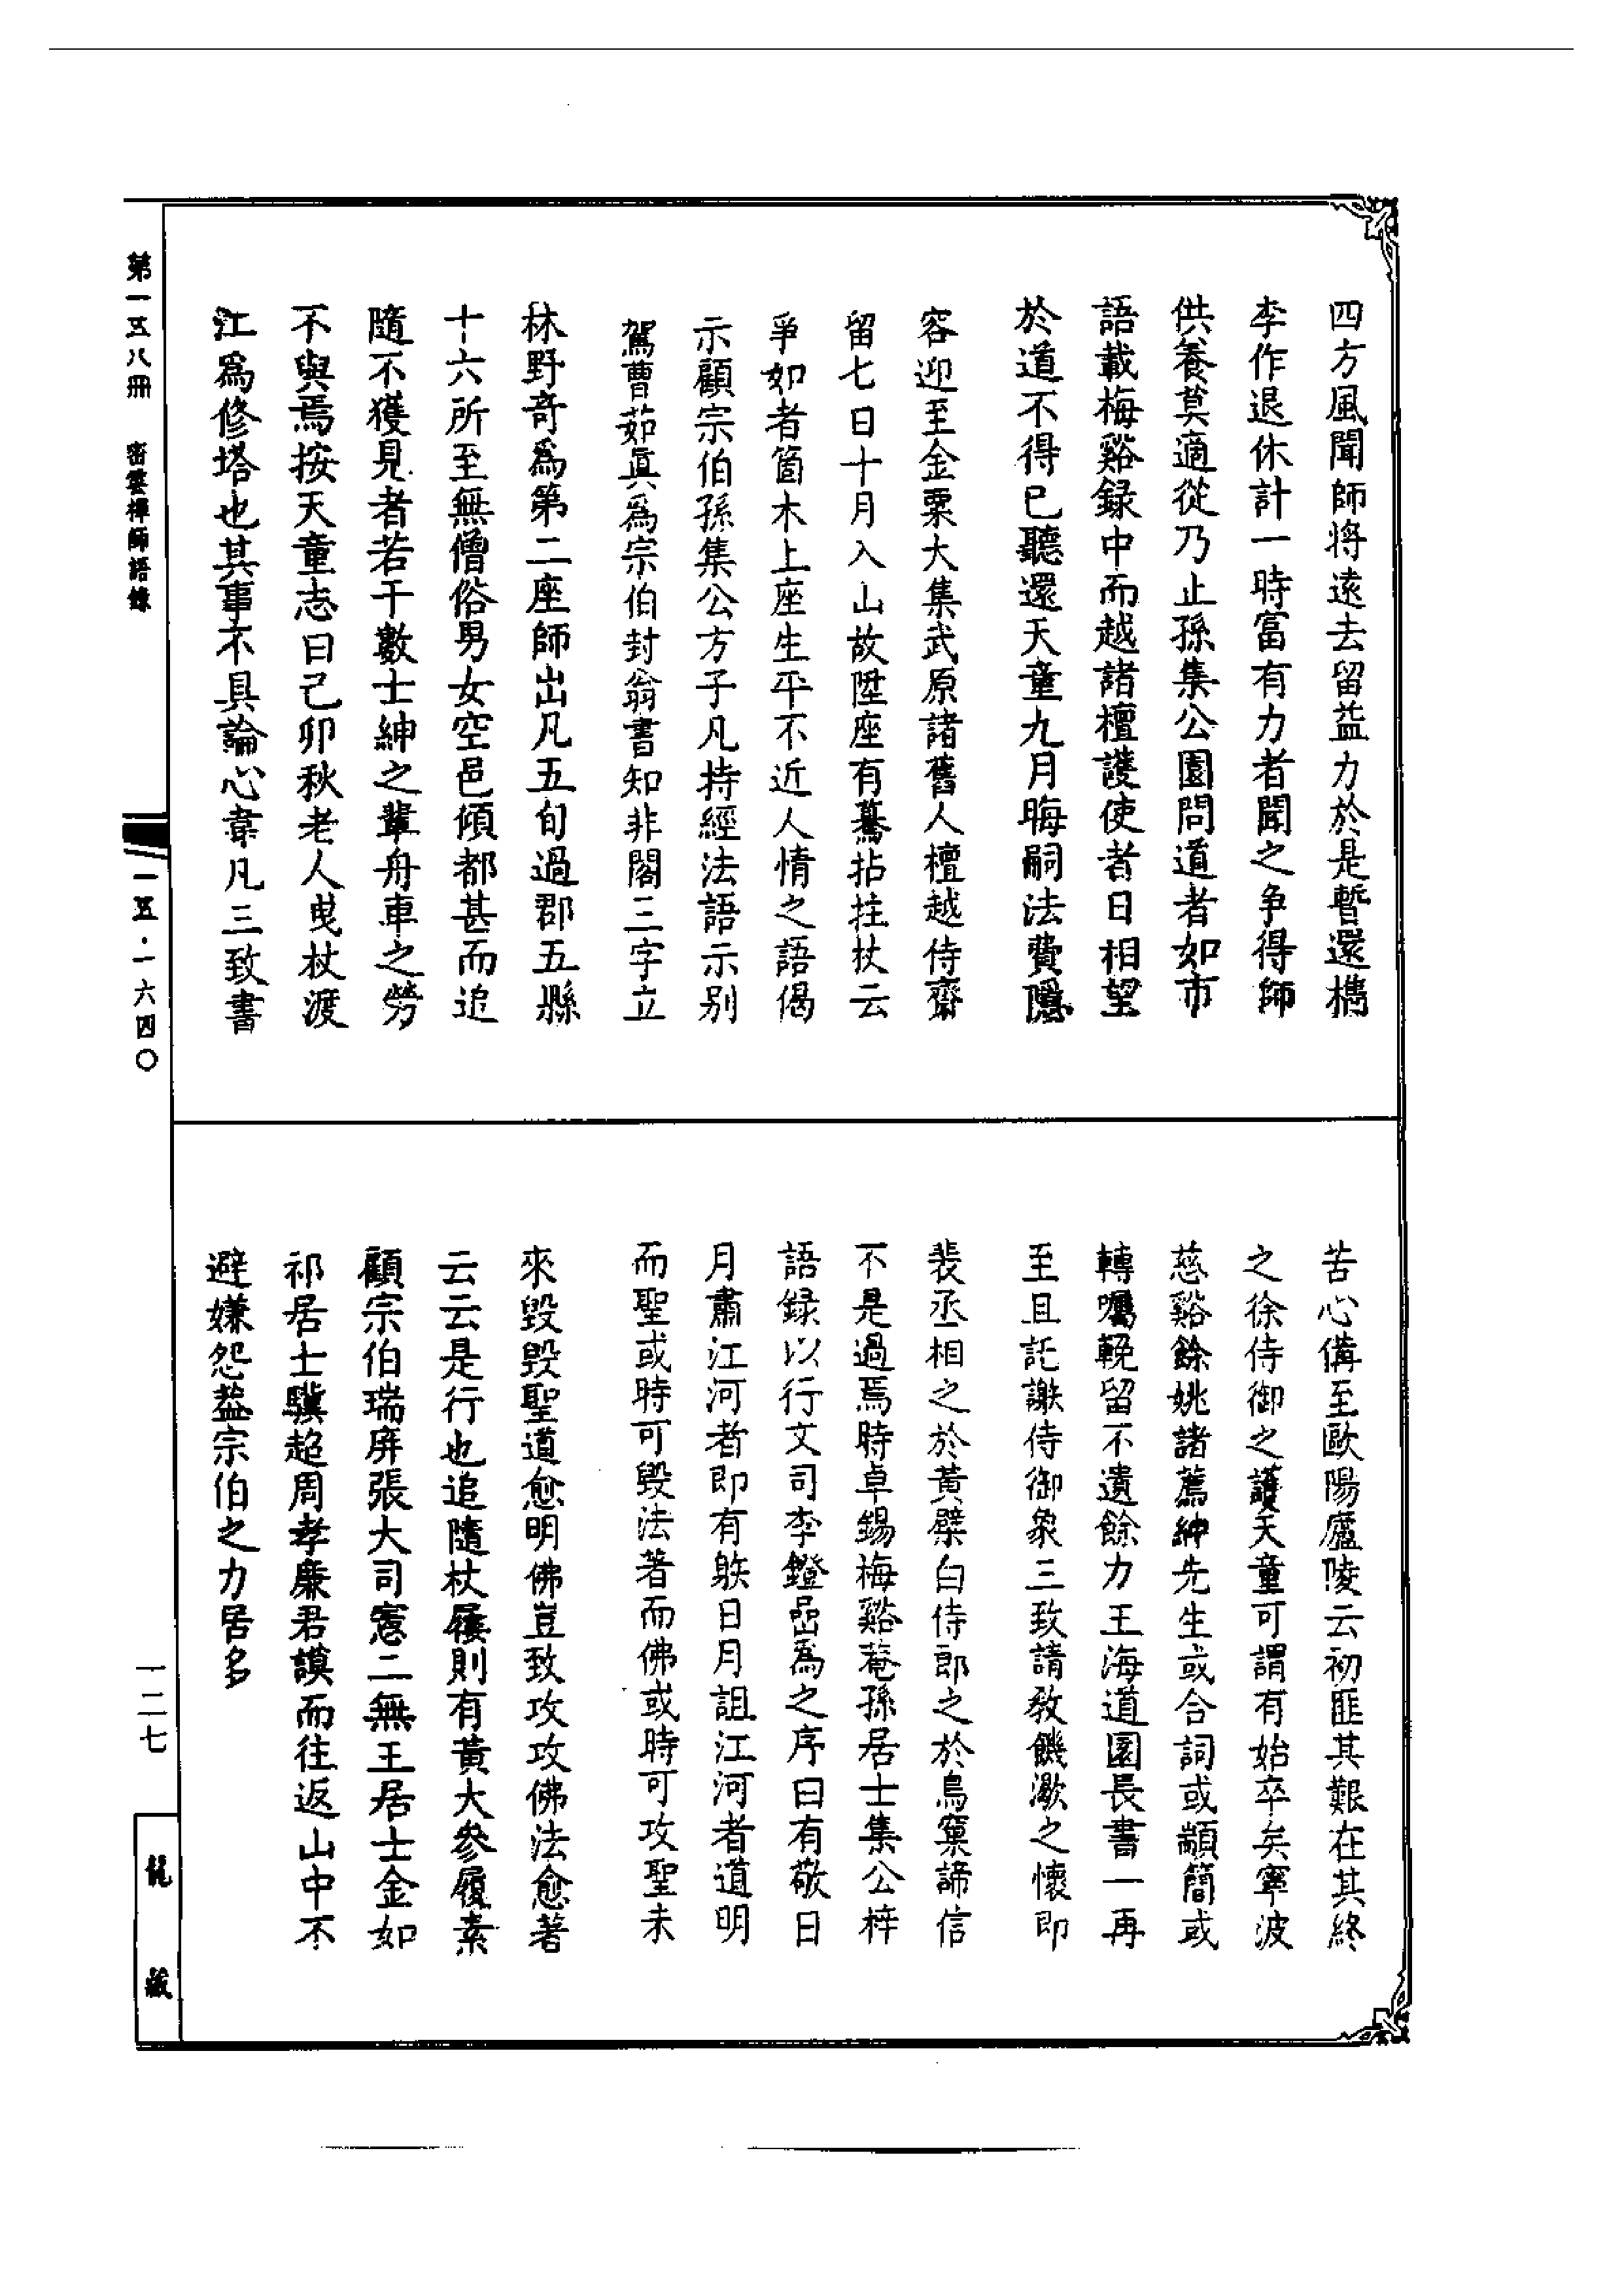 四方風聞師將遠去留益力於是暫還檇
李作退休計一時富有力者聞之爭得師
供養莫適從乃止孫集公園問道者如市
語載梅谿錄中而越諸檀護使者日相望
於道不得已聽還天童九月晦嗣法費隱
容迎至金粟大集武原諸舊人檀越侍齋
留七日十月入山故陞座有驀拈拄杖云
爭如者箇木上座生平不近人情之語偈
示顧宗伯孫集公方子凡持經法語示別
駕曹茹眞爲宗伯封翁書知非閣三字立
林野奇爲第二座師出凡五旬過郡五縣
十六所至無僧俗男女空邑傾都甚而追
隨不獲見者若干數士紳之輩舟車之勞
不與焉按天童志曰己卯秋老人曵杖渡
江爲修塔也其事不具論心韋凡三致書
苦心備至歐陽廬陵云初匪其艱在其終
之徐侍御之護天童可謂有始卒矣寧波
慈谿餘姚諸薦紳先生或合詞或顓簡或
轉囑輓留不遺餘力王海道園長書一再
至且託謝侍御象三致請敎饑渴之懷即
裴丞相之於黃檗白侍郎之於鳥窠諦信
不是過焉時卓錫梅谿菴孫居士集公梓
語錄以行文司李鐙嵒爲之序曰有敬日
月肅江河者即有躲日月詛江河者道明
而聖或時可毀法著而佛或時可攻聖未
來毀毀聖道愈明佛豈致攻攻佛法愈著
云云是行也追隨杖屨則有黃大參履素
顧宗伯瑞屏張大司憲二無王居士金如
祁居士驥超周孝廉君謨而往返山中不
避嫌怨益宗伯之力居多
第一五八冊　密雲禪師語錄
一五·一六四〇
一二七
龍藏